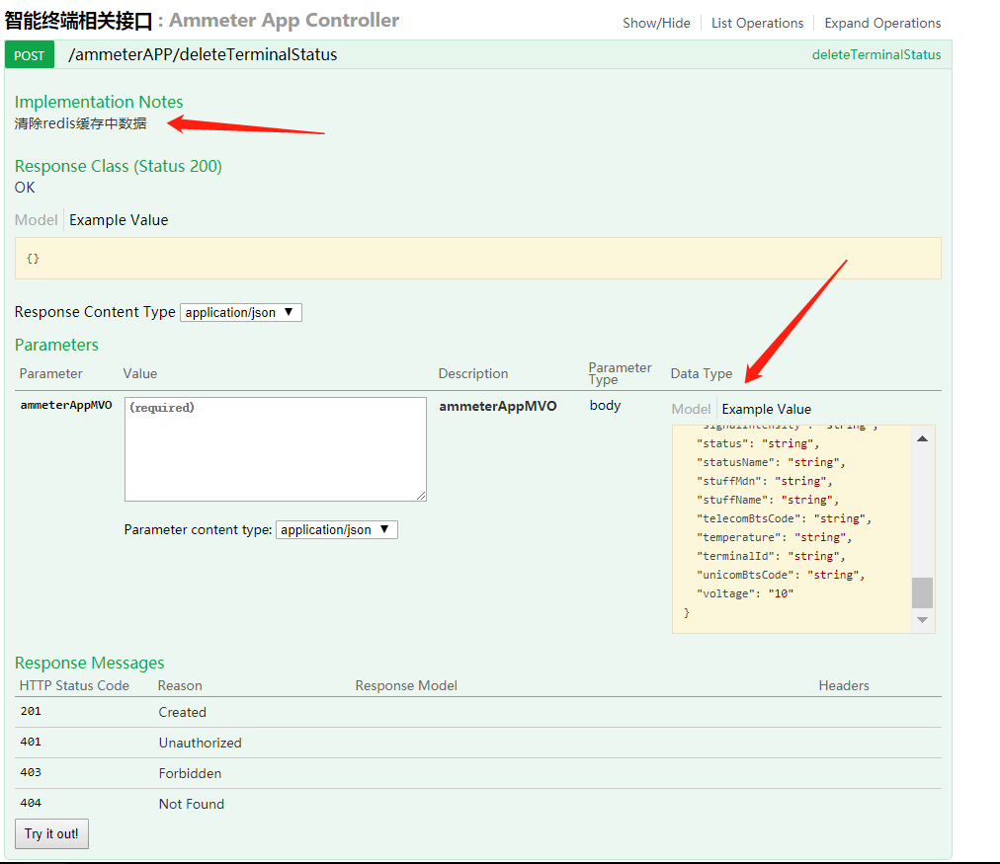 智能终端相关接口 : Ammeter App Controller
Show/Hide List Operations Expand Operations
POST /ammeterAPP/deleteTerminalStatus deleteTerminalStatus
Implementation Notes
清除redis缓存中数据
Response Class (Status 200)
OK
Model Example Value
{}
Response Content Type application/json
Parameters
Parameter Value Description Parameter Type Data Type
ammeterAppMVO (required) ammeterAppMVO body
Model Example Value
"signalIntensity": "string",
"status": "string",
"statusName": "string",
"stuffMdn": "string",
"stuffName": "string",
"telecomBtsCode": "string",
"temperature": "string",
"terminalId": "string",
"unicomBtsCode": "string",
"voltage": "10"
}
Parameter content type: application/json
Response Messages
HTTP Status Code Reason Response Model Headers
201 Created
401 Unauthorized
403 Forbidden
404 Not Found
Try it out!